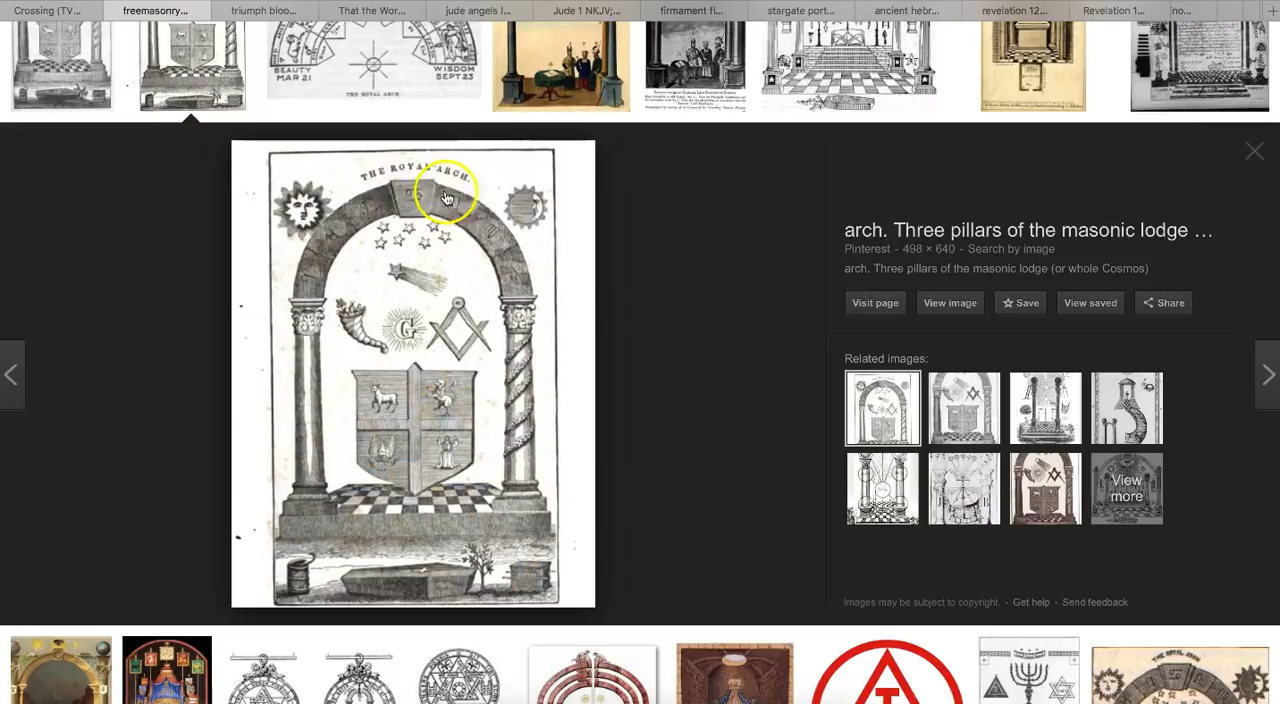 Crossing {TV...
freemasonry...
triumph bloo...
That the Wor...
jude angels l...
Jude 1 NKJV;...
firmament fl...
stargate port...
ancient hebr...
revelation 12...
Revelation 1...
BEAUTY
MAR 21
WISDOM
SEPT 23
THE ROYAL ARCH.
THE ROYAL ARCH.
G
arch. Three pillars of the masonic lodge ...
Pinterest - 498 × 640 - Search by image
arch. Three pillars of the masonic lodge (or whole Cosmos)
Visit page
View image
Save
View saved
Share
Related images:
View
more
Images may be subject to copyright. - Get help - Send feedback
T